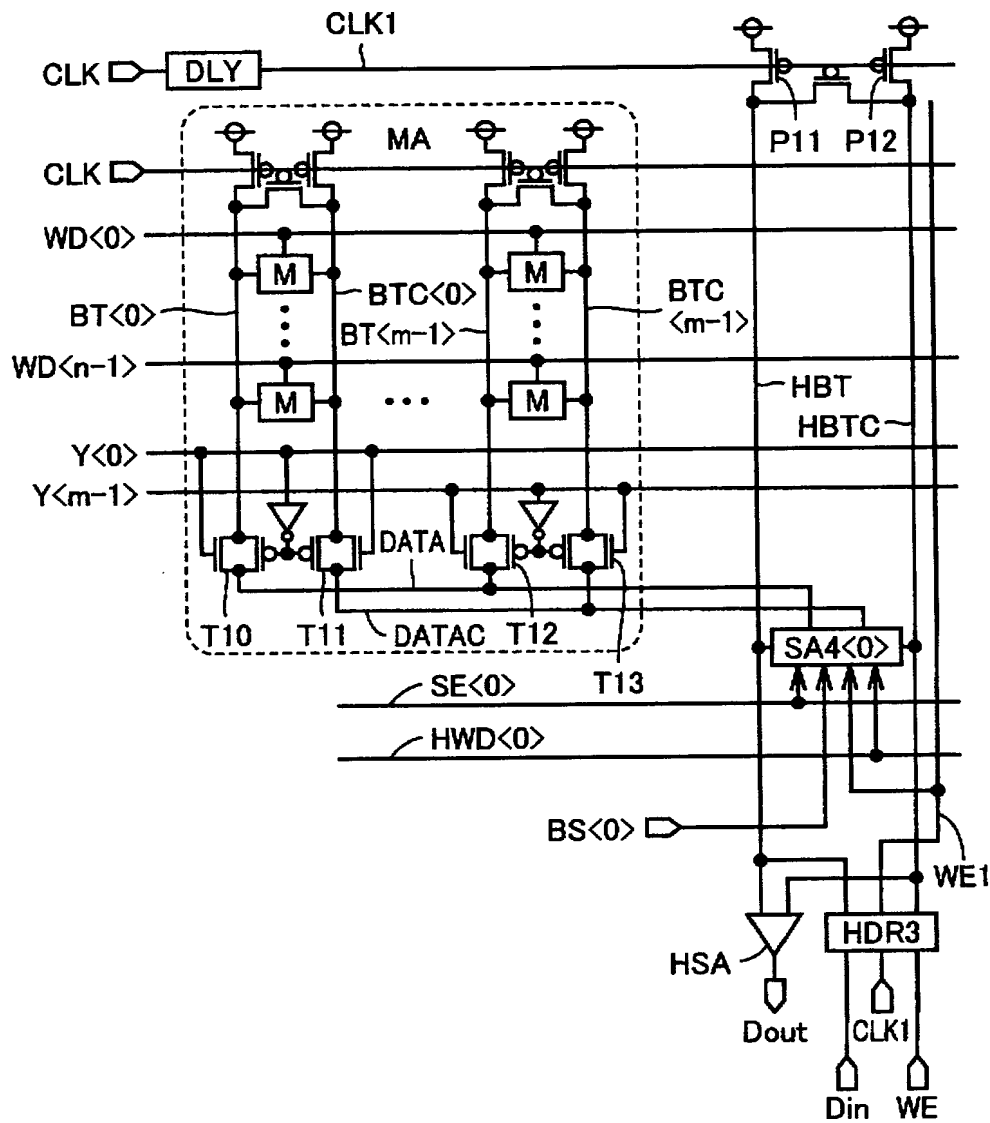 CLK1
CLK
DLY
P11
P12
MA
CLK
WD<0>
M
M
BTC<0>
BTC
<m-1>
BT<0>
BT<m-1>
WD<n-1>
M
M
HBT
HBTC
Y<0>
Y<m-1>
DATA
T10
T11
DATAC
T12
T13
SA4<0>
SE<0>
HWD<0>
BS<0>
WE1
HDR3
HSA
Dout
CLK1
Din
WE